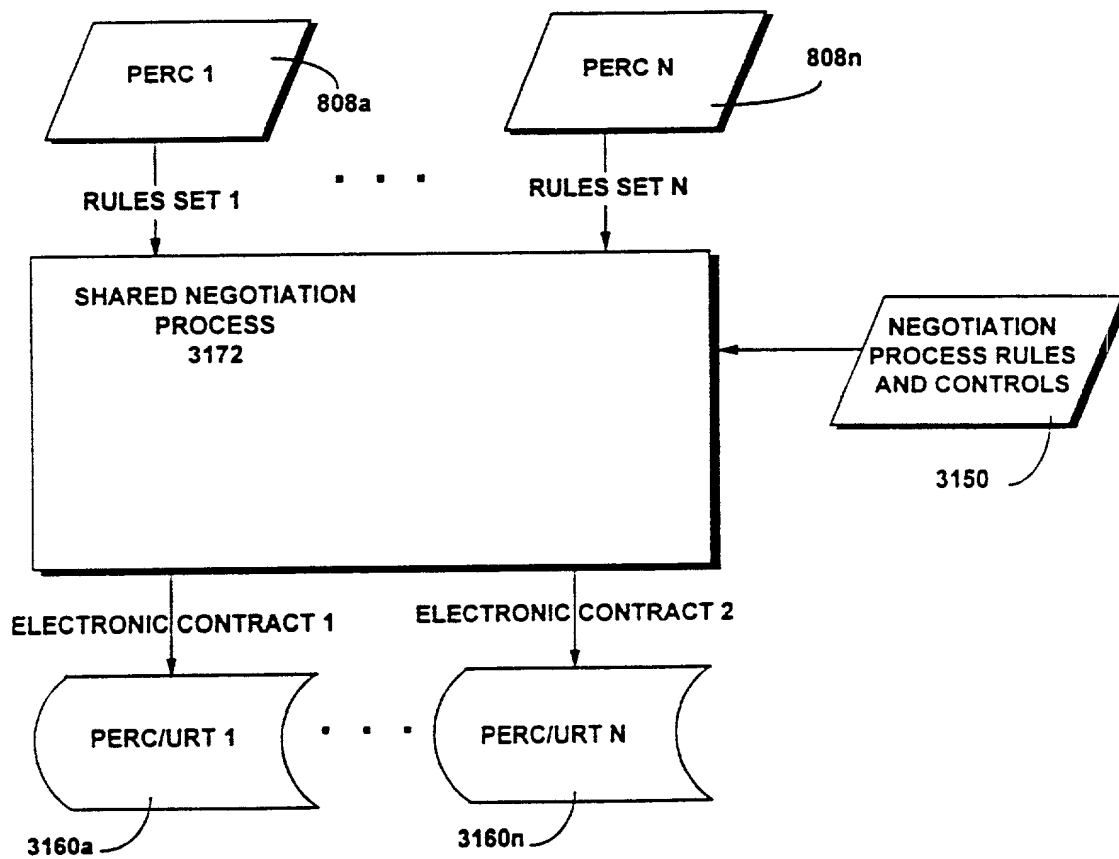 PERC 1
808a
PERC N
808n
RULES SET 1
RULES SET N
SHARED NEGOTIATION
PROCESS
3172
NEGOTIATION
PROCESS RULES
AND CONTROLS
3150
ELECTRONIC CONTRACT 1
ELECTRONIC CONTRACT 2
PERC/URT 1
PERC/URT N
3160a
3160n